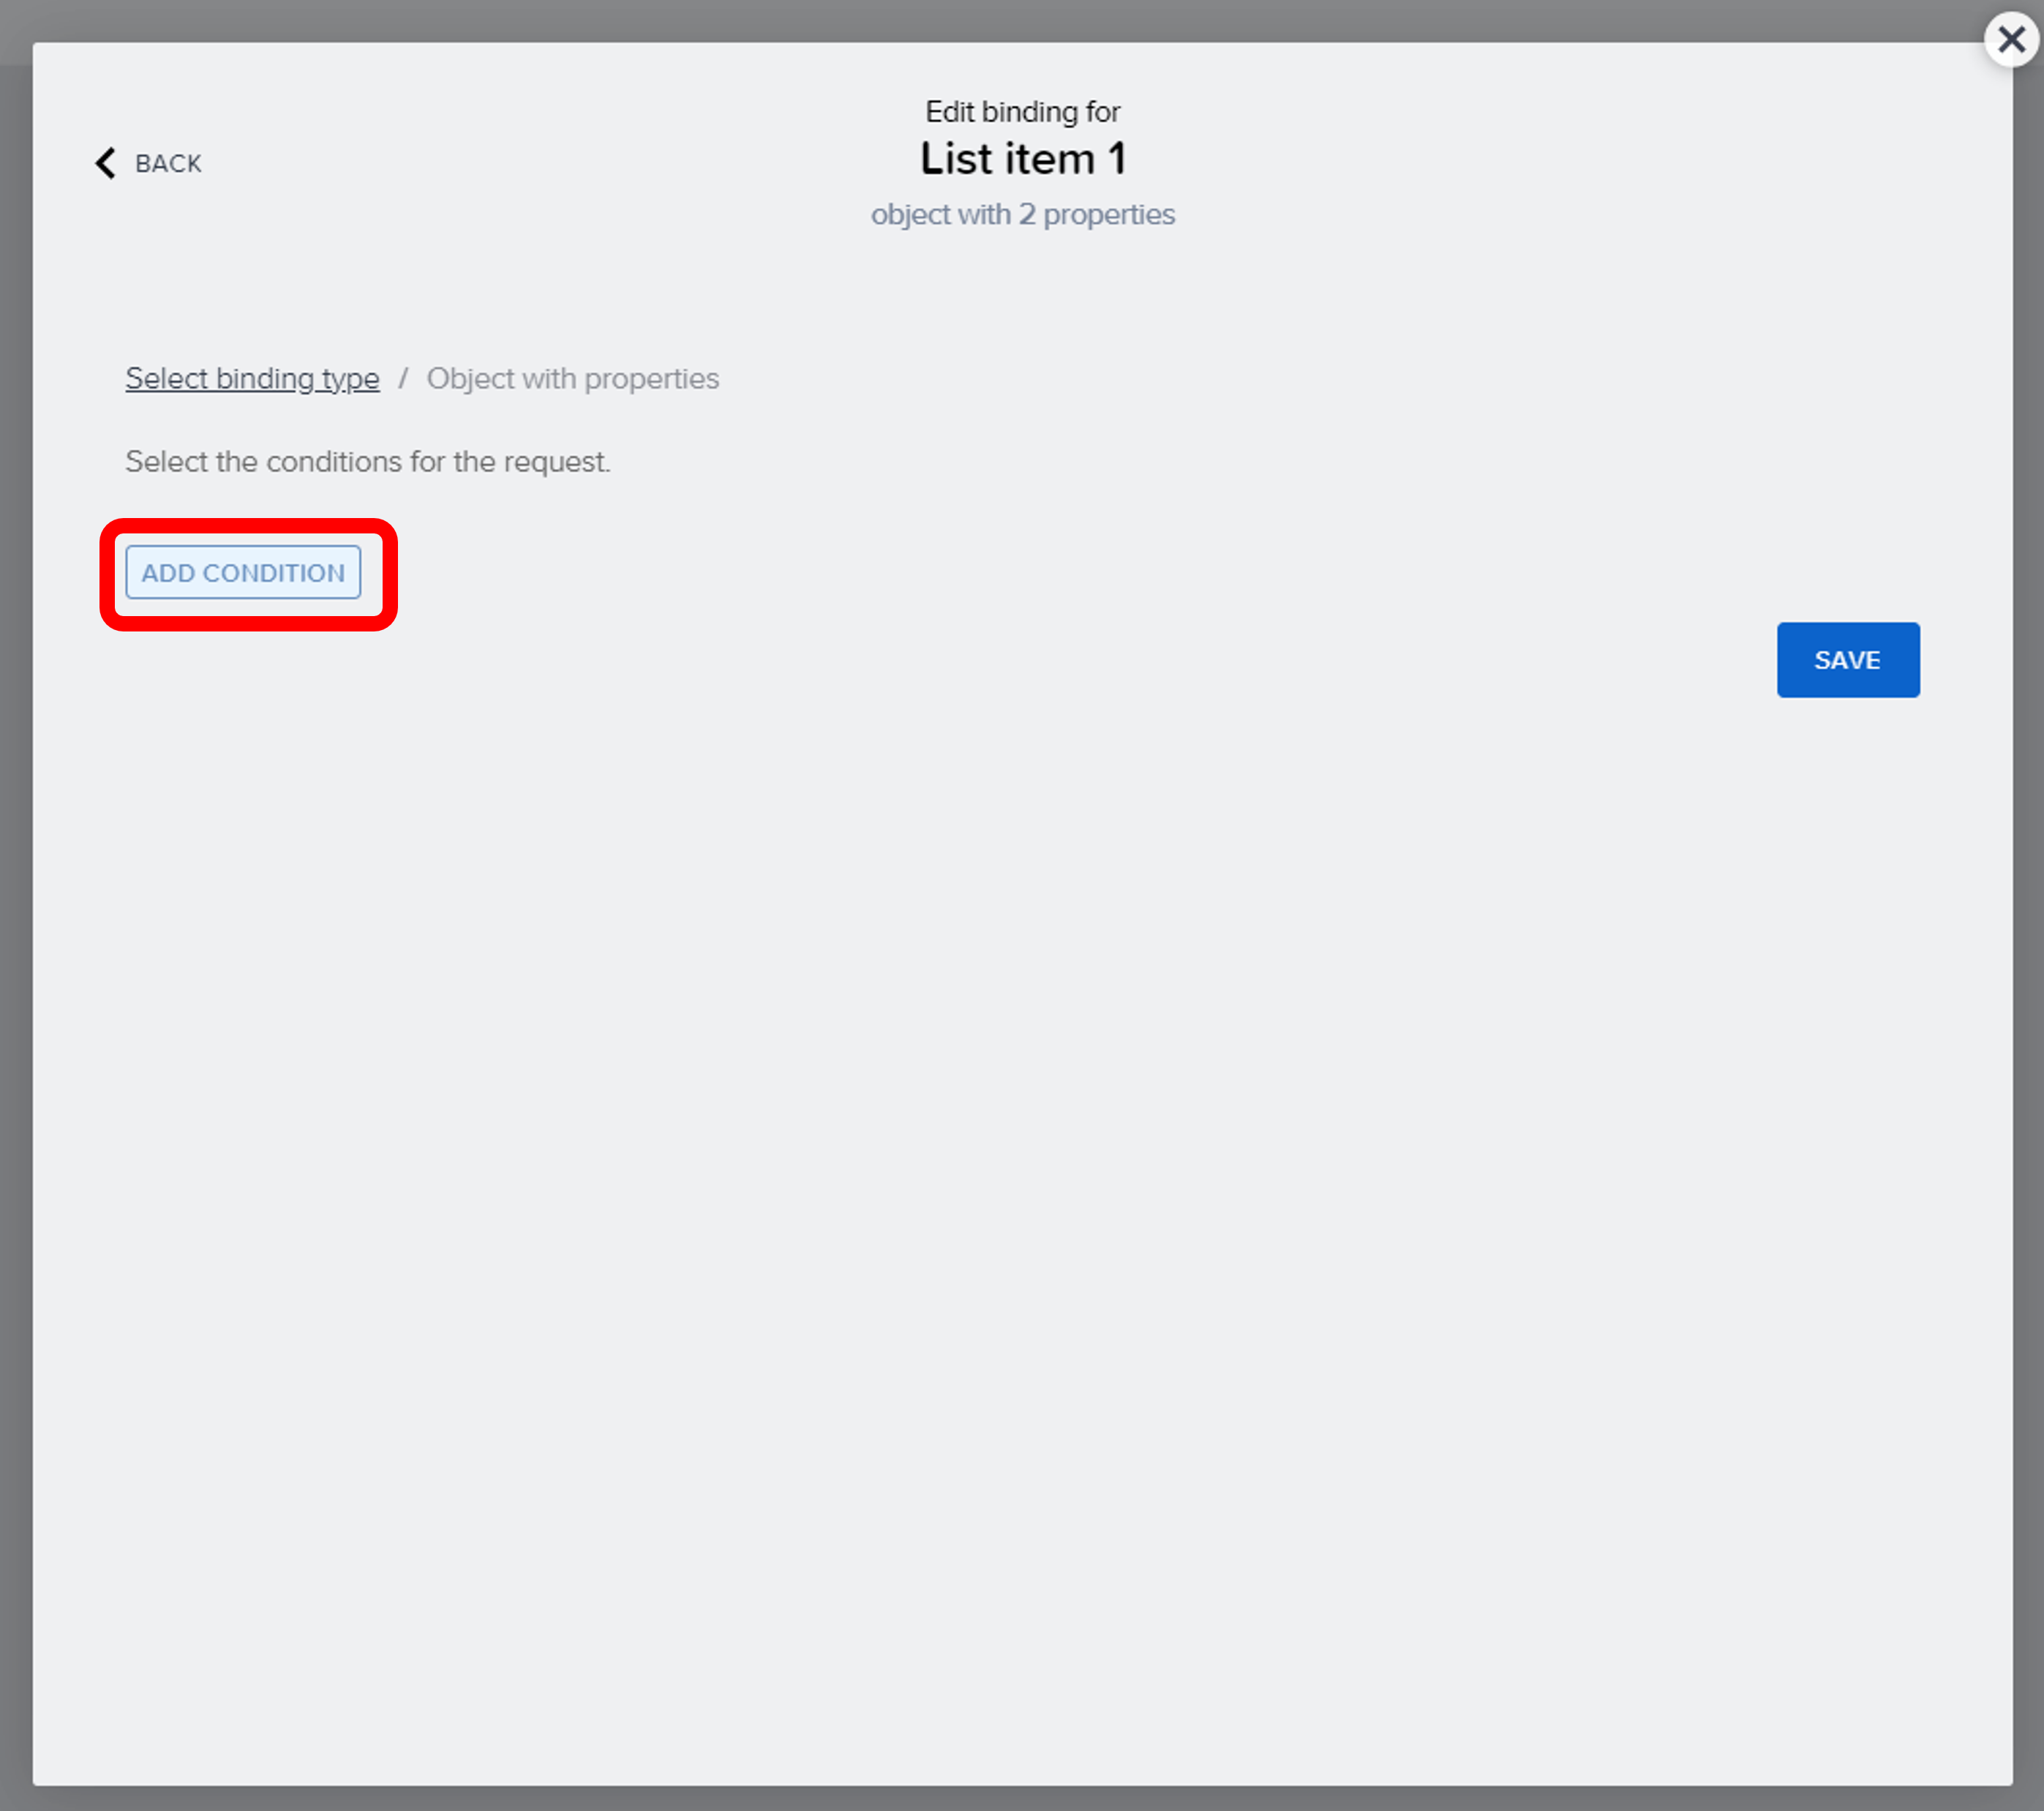 Edit binding for
BACK
List item 1
object with 2 properties
Select binding type / Object with properties
Select the conditions for the request.
ADD CONDITION
SAVE